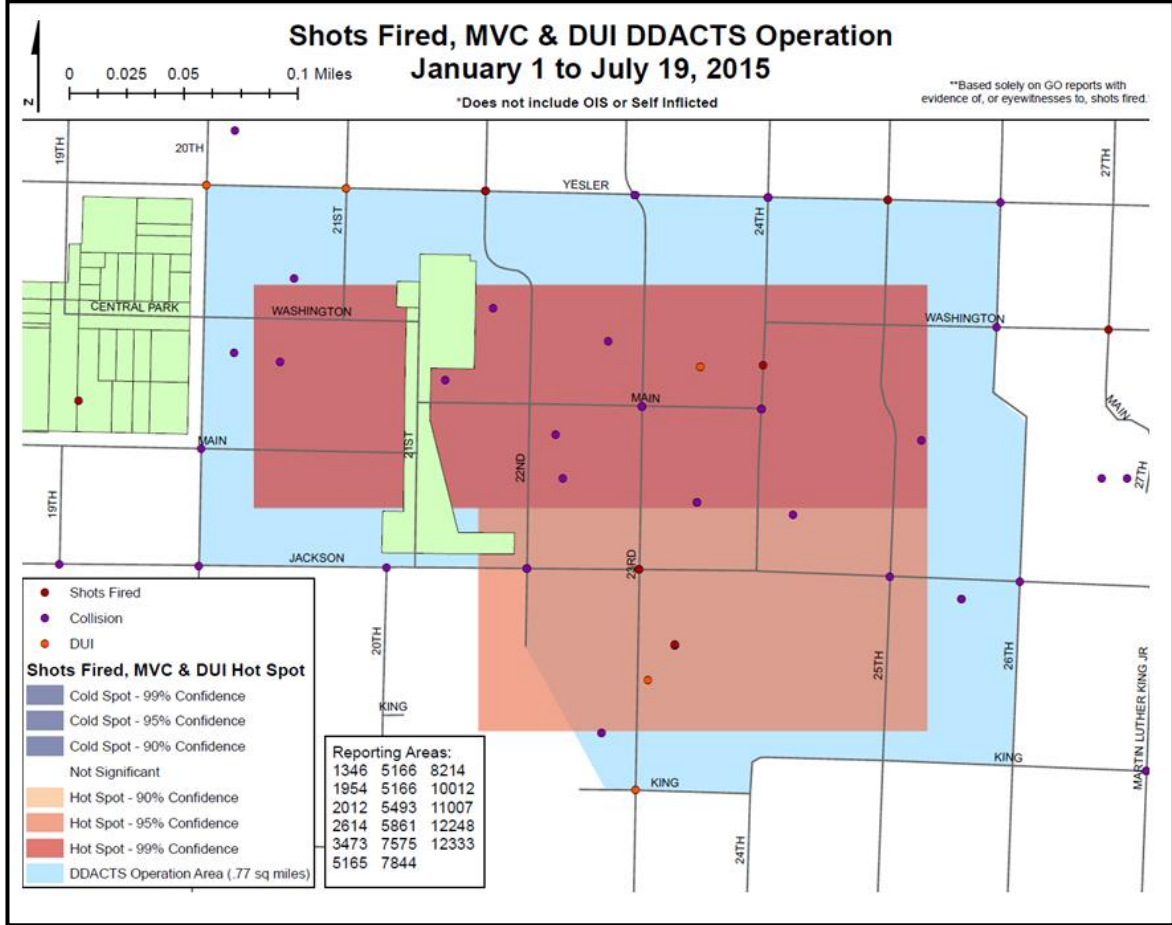 Shots Fired, MVC & DUI DDACTS Operation
January 1 to July 19, 2015
*Does not include OIS or Self Inflicted
**Based solely on GO reports with
evidence of, or eyewitnesses to, shots fired.
N
0 0.025 0.05 0.1 Miles
19TH
20TH
27TH
YESLER
21ST
24TH
CENTRAL PARK
WASHINGTON
WASHINGTON
MAIN
MAIN
MAIN
21ST
22ND
27TH
19TH
JACKSON
23RD
20TH
25TH
26TH
MARTIN LUTHER KING JR
KING
KING
KING
24TH
Shots Fired
Collision
DUI
Shots Fired, MVC & DUI Hot Spot
Cold Spot - 99% Confidence
Cold Spot - 95% Confidence
Cold Spot - 90% Confidence
Not Significant
Hot Spot - 90% Confidence
Hot Spot - 95% Confidence
Hot Spot - 99% Confidence
DDACTS Operation Area (.77 sq miles)
Reporting Areas:
1346 5166 8214
1954 5166 10012
2012 5493 11007
2614 5861 12248
3473 7575 12333
5165 7844